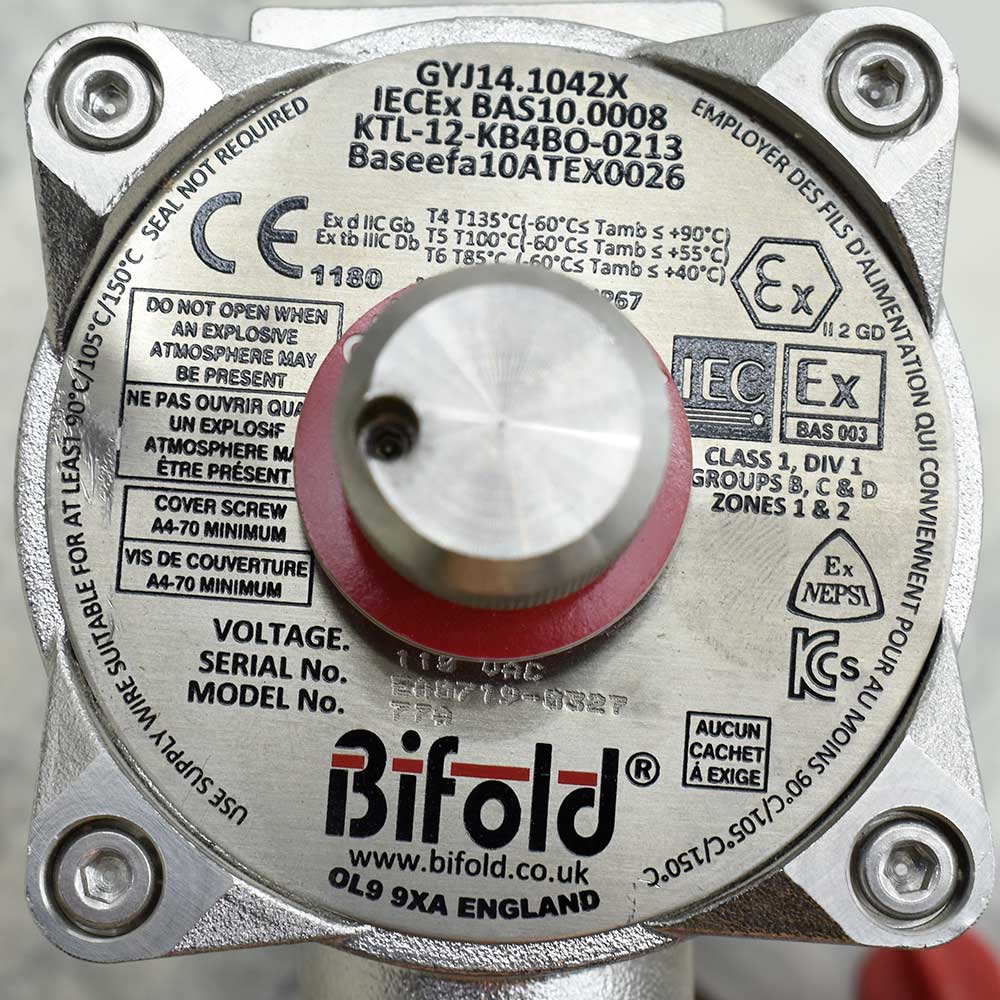 GYJ14.1042X
IECEx BAS10.0008
KTL-12-KB4BO-0213
Baseefa10ATEX0026
SEAL NOT REQUIRED
EMPLOYER DES FILS D'ALIMENTATION QUI CONVIENNENT POUR AU MOINS 90°C/105°C/150°C
USE SUPPLY WIRE SUITABLE FOR AT LEAST 90°C/105°C/150°C
CE
1180
Ex d IIC Gb
Ex tb IIIC Db
T4 T135°C(-60°C≤ Tamb ≤ +90°C)
T5 T100°C(-60°C≤ Tamb ≤ +55°C)
T6 T85°C (-60°C≤ Tamb ≤ +40°C)
Ex
II 2 GD
DO NOT OPEN WHEN
AN EXPLOSIVE
ATMOSPHERE MAY
BE PRESENT
NE PAS OUVRIR
UN EXPLOSIF
ATMOSPHERE
ÊTRE PRÉSENT
COVER SCREW
A4-70 MINIMUM
VIS DE COUVERTURE
A4-70 MINIMUM
IEC
Ex
BAS 003
CLASS 1, DIV 1
GROUPS B, C & D
ZONES 1 & 2
Ex
NEPSI
KCs
VOLTAGE. 110 VAC
SERIAL No.
MODEL No.
AUCUN
CACHET
À EXIGE
Bifold®
www.bifold.co.uk
OL9 9XA ENGLAND